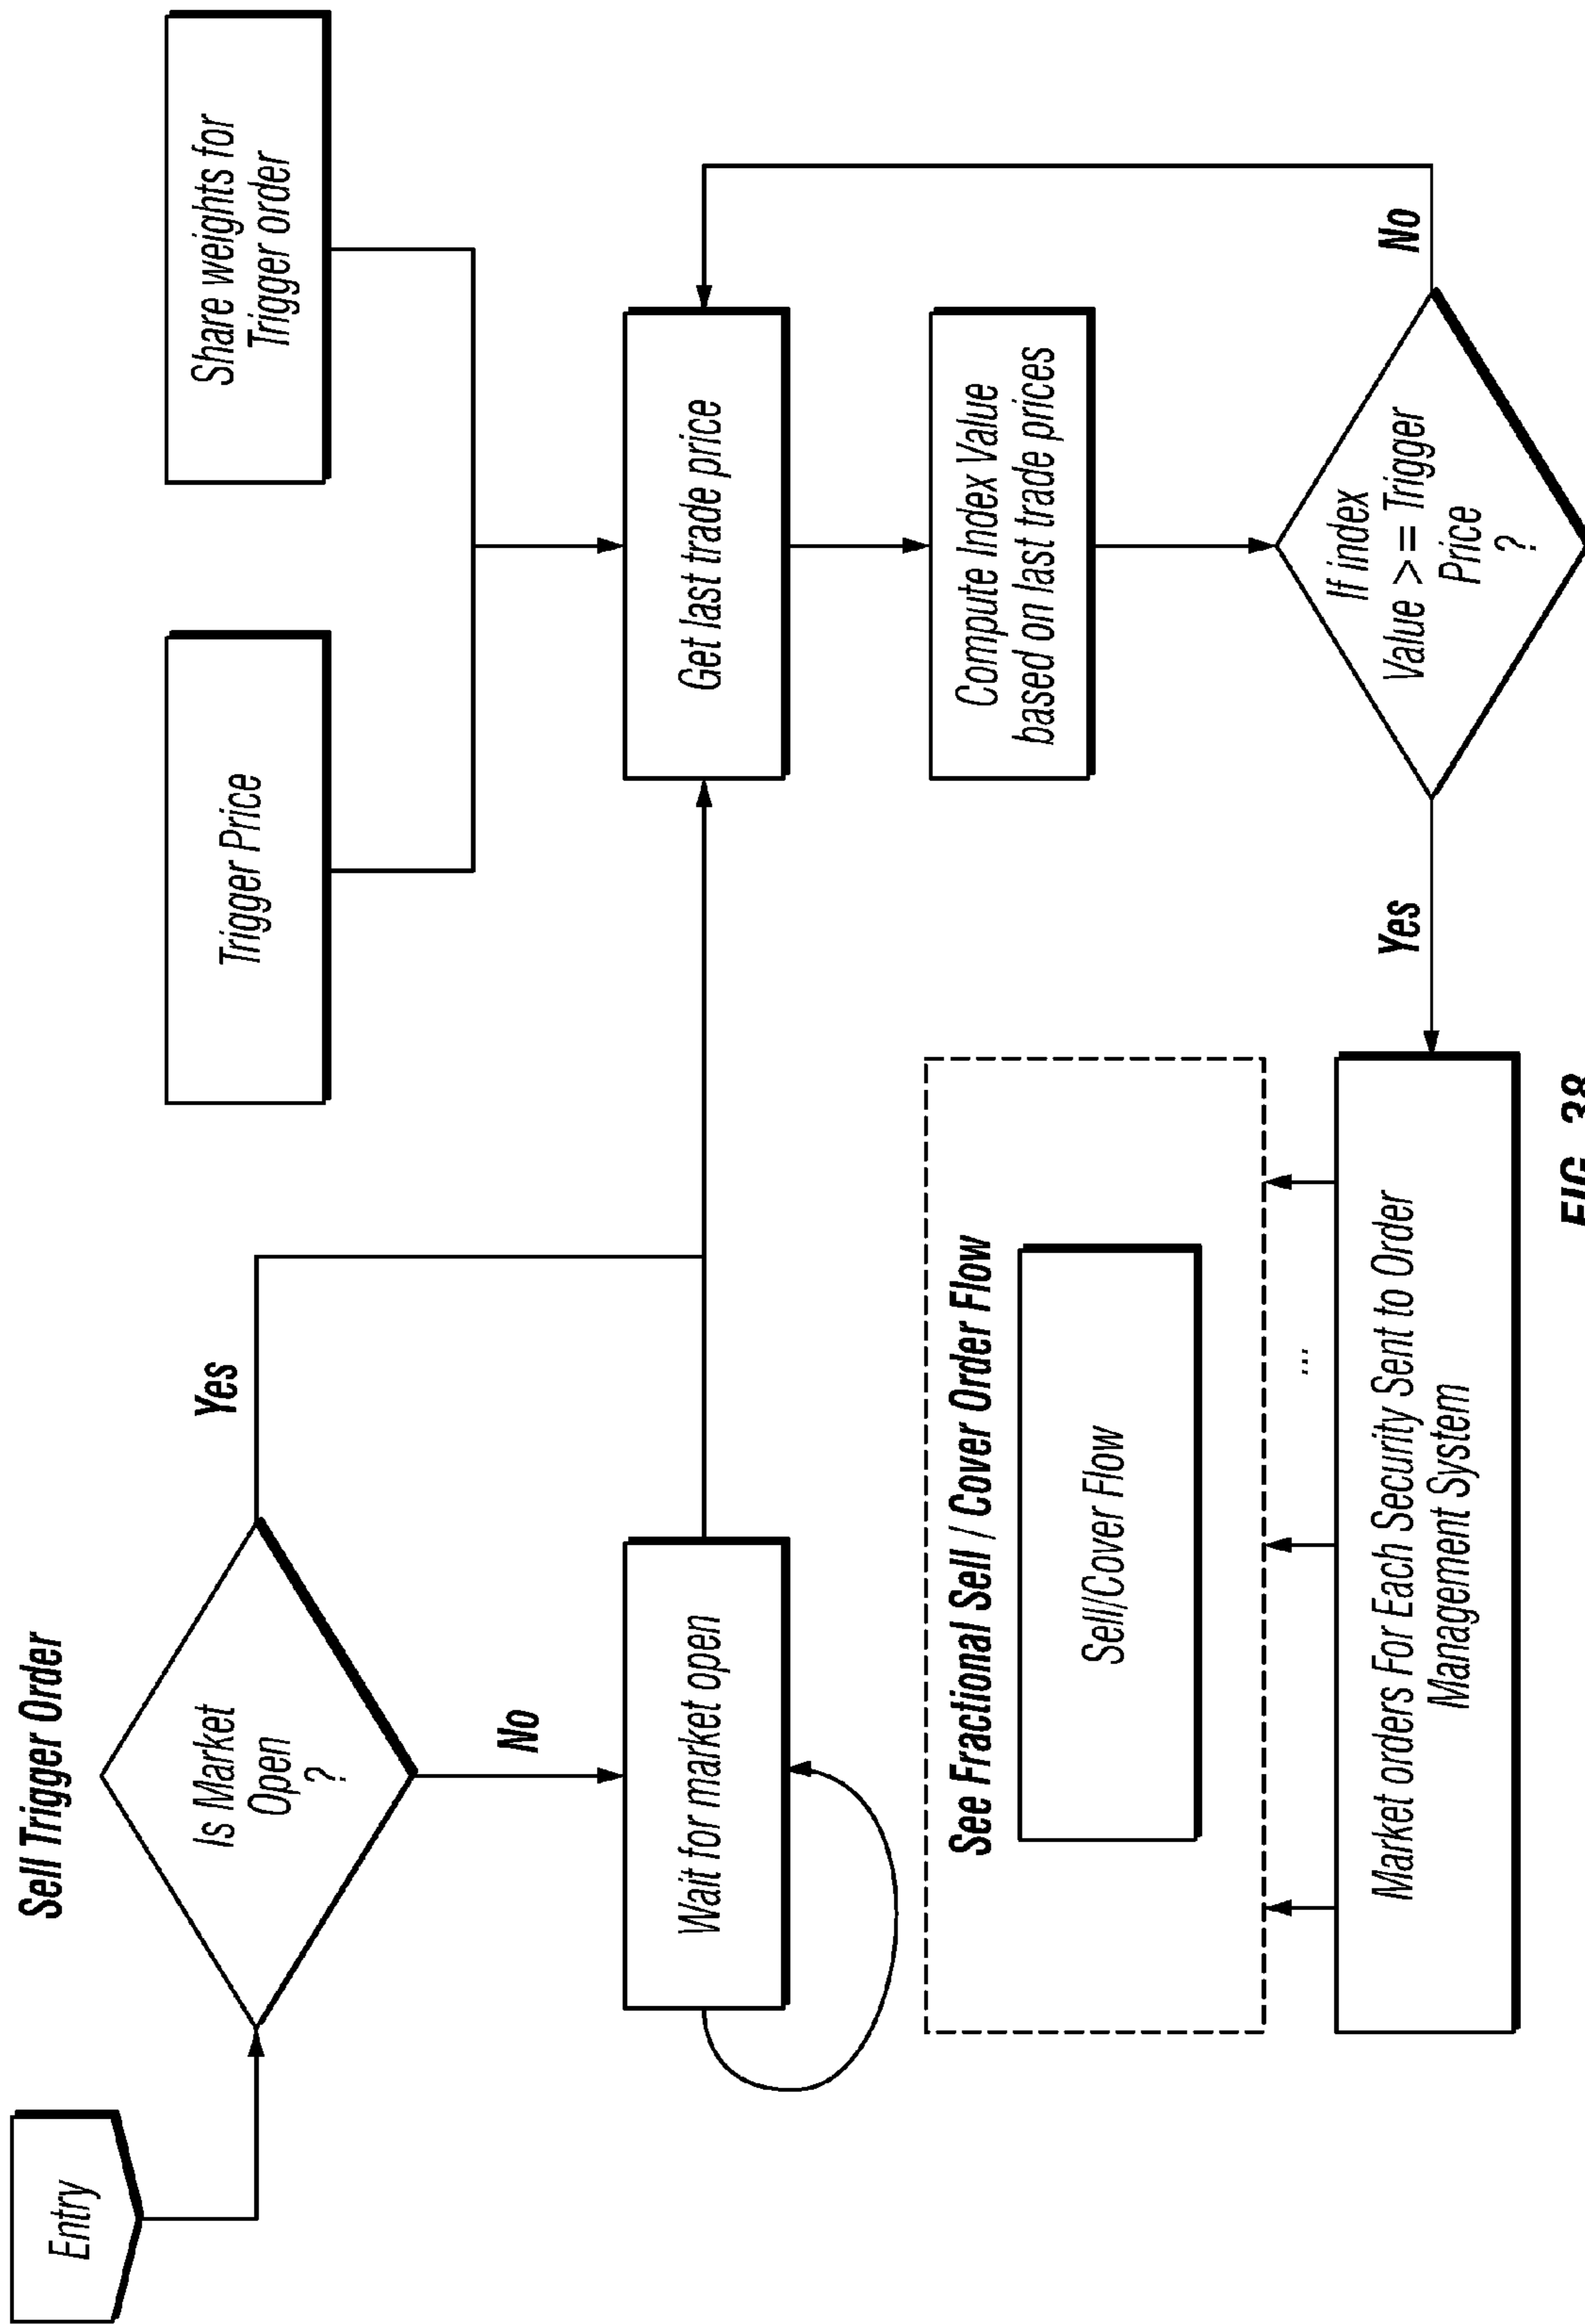 Sell Trigger Order
Entry
Is Market
Open
?
Yes
No
Wait for market open
Trigger Price
Share weights for
Trigger order
Get last trade price
Compute Index Value
based on last trade prices
If index
Value >= Trigger
Price
?
No
Yes
See Fractional Sell / Cover Order Flow
Sell/Cover Flow
...
Market orders For Each Security Sent to Order
Management System
FIG. 38